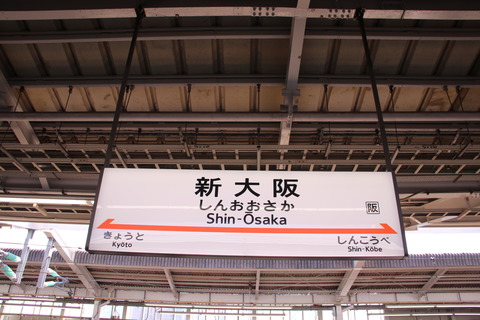 新大阪
しんおおさか
Shin-Ōsaka
阪
きょうと
Kyōto
しんこうべ
Shin-Kōbe